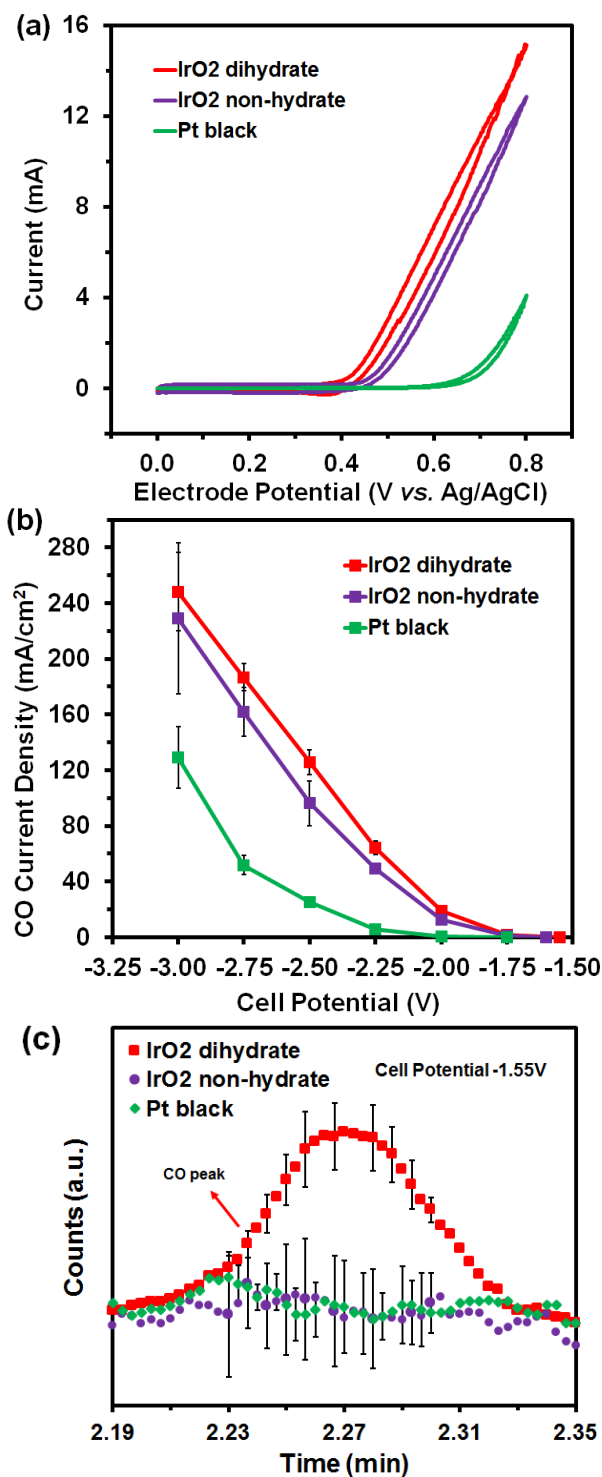 (a)
16
12
8
4
0
Current (mA)
IrO2 dihydrate
IrO2 non-hydrate
Pt black
0.0 0.2 0.4 0.6 0.8
Electrode Potential (V vs. Ag/AgCl)
(b)
280
240
200
160
120
80
40
0
CO Current Density (mA/cm²)
IrO2 dihydrate
IrO2 non-hydrate
Pt black
-3.25 -3.00 -2.75 -2.50 -2.25 -2.00 -1.75 -1.50
Cell Potential (V)
(c)
IrO2 dihydrate
IrO2 non-hydrate
Pt black
Cell Potential -1.55V
CO peak
Counts (a.u.)
2.19 2.23 2.27 2.31 2.35
Time (min)